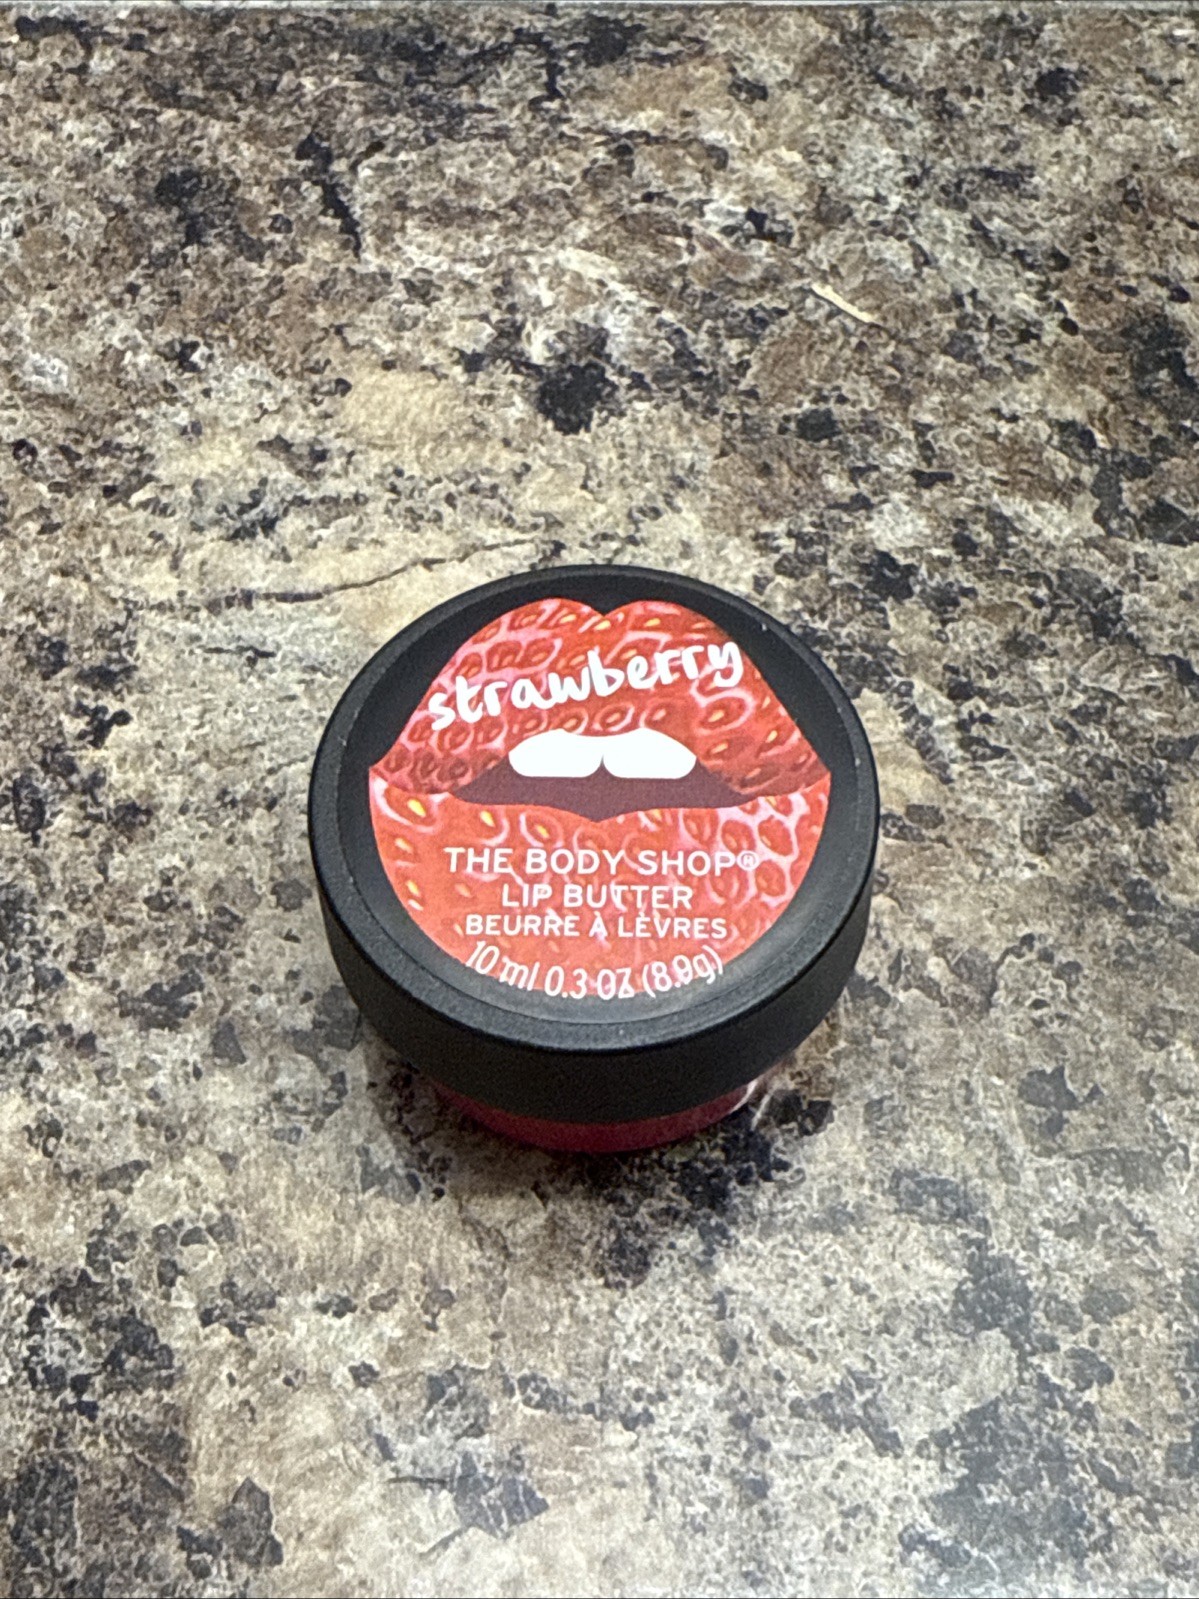 strawberry
THE BODY SHOP®
LIP BUTTER
BEURRE À LÈVRES
10 ml 0.3 OZ (8.9g)